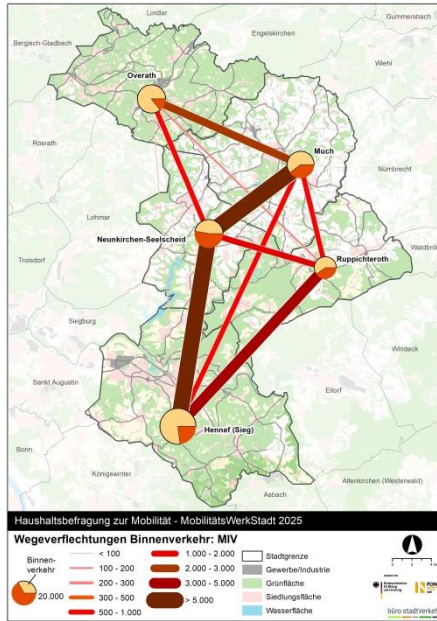 Lindlar
Gummersbach
Bergisch-Gladbach
Engelskirchen
Overath
Wiehl
Rösrath
Much
Nümbrecht
Lohmar
Neunkirchen-Seelscheid
Waldbröl
Ruppichteroth
Troisdorf
Siegburg
Windeck
Sankt Augustin
Eitorf
Hennef (Sieg)
Bonn
Königswinter
Altenkirchen (Westerwald)
Asbach
Haushaltsbefragung zur Mobilität - MobilitätsWerkStadt 2025
Wegeverflechtungen Binnenverkehr: MIV
Binnen-
verkehr
20.000
< 100
100 - 200
200 - 300
300 - 500
500 - 1.000
1.000 - 2.000
2.000 - 3.000
3.000 - 5.000
> 5.000
Stadtgrenze
Gewerbe/Industrie
Grünfläche
Siedlungsfläche
Wasserfläche
büro stadtVerkehr